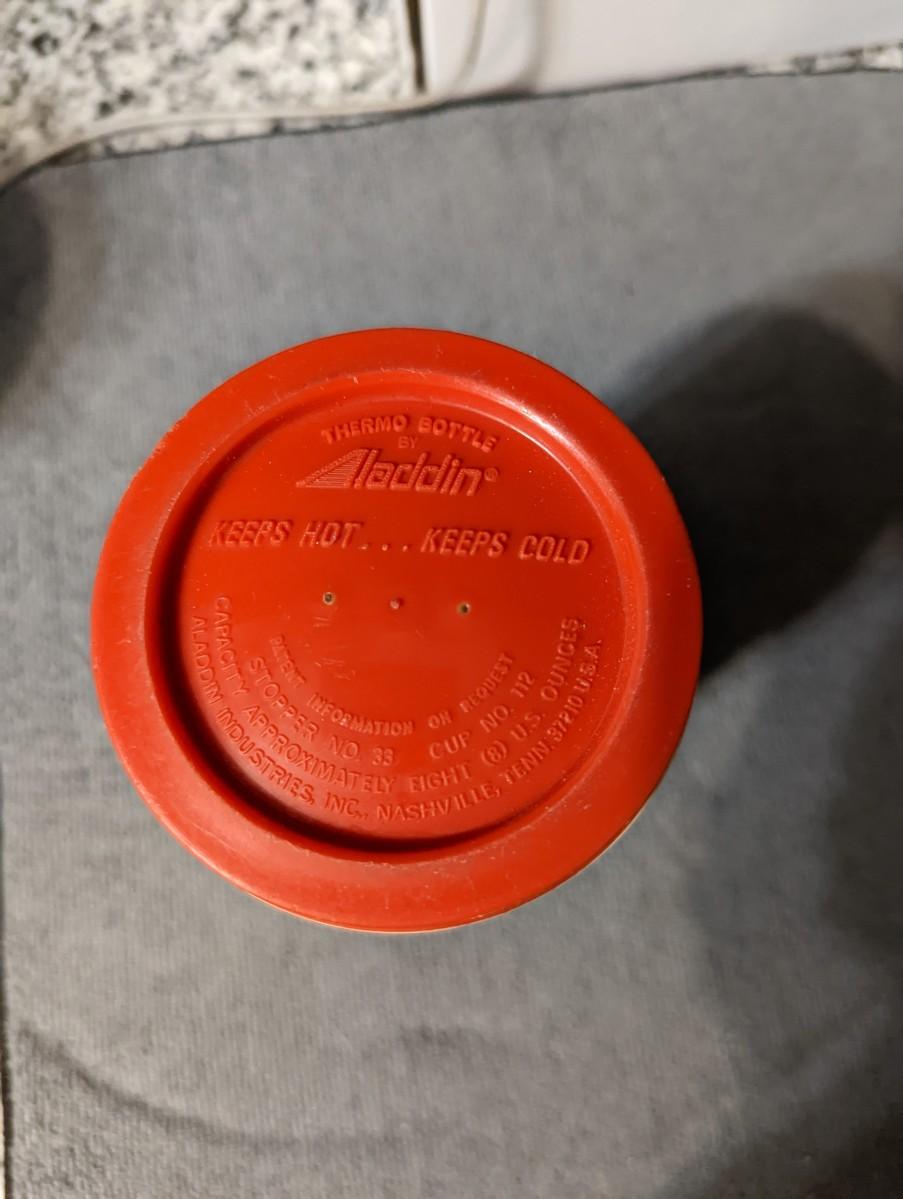 THERMO BOTTLE
BY
Aladdin®
KEEPS HOT... KEEPS COLD
PATENT INFORMATION ON REQUEST
STOPPER NO. 33 CUP NO. 112
CAPACITY APPROXIMATELY EIGHT (8) U.S. OUNCES
ALADDIN INDUSTRIES, INC., NASHVILLE, TENN. 37210 U.S.A.